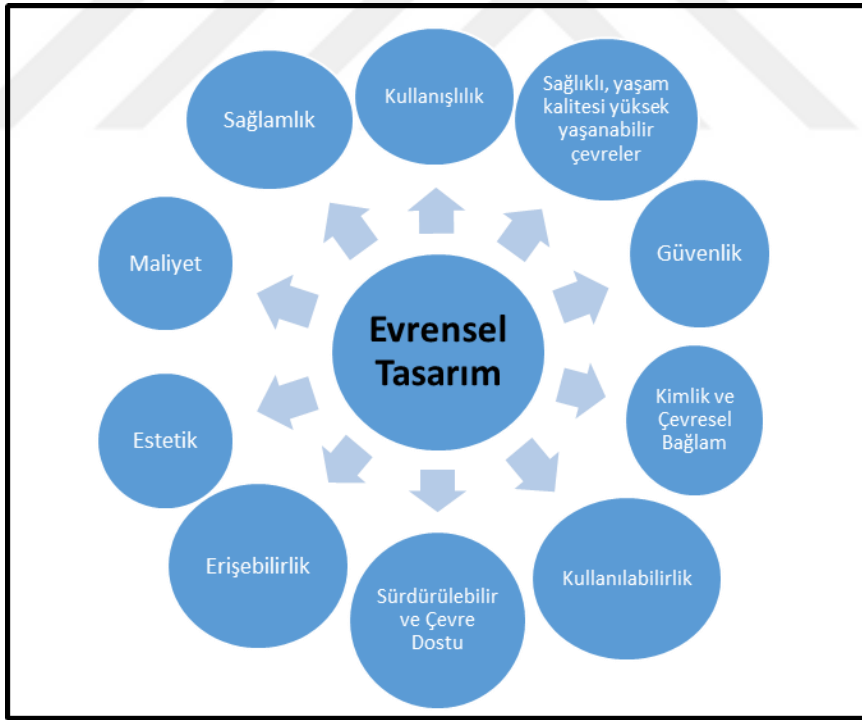 Evrensel
Tasarım
Kullanışlılık
Sağlıklı, yaşam
kalitesi yüksek
yaşanabilir
çevreler
Güvenlik
Kimlik ve
Çevresel
Bağlam
Kullanılabilirlik
Sürdürülebilir
ve Çevre
Dostu
Erişebilirlik
Estetik
Maliyet
Sağlamlık